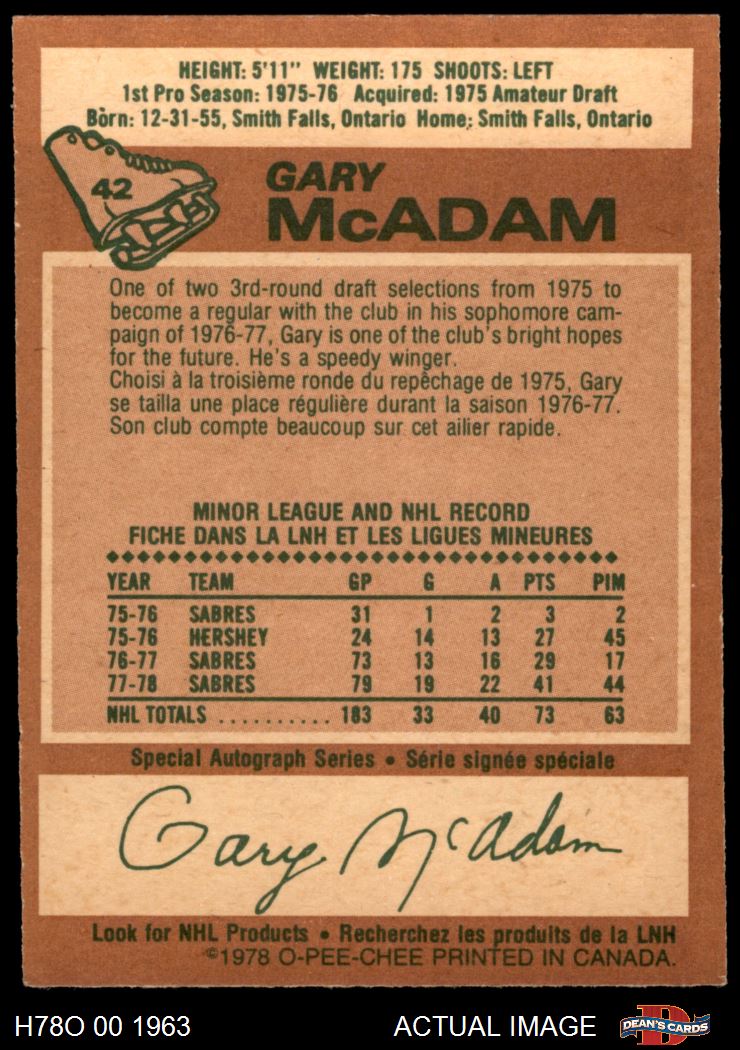 HEIGHT: 5'11" WEIGHT: 175 SHOOTS: LEFT
1st Pro Season: 1975-76 Acquired: 1975 Amateur Draft
Born: 12-31-55, Smith Falls, Ontario Home: Smith Falls, Ontario
42
GARY
McADAM
One of two 3rd-round draft selections from 1975 to
become a regular with the club in his sophomore cam-
paign of 1976-77, Gary is one of the club's bright hopes
for the future. He's a speedy winger.
Choisi à la troisième ronde du repêchage de 1975, Gary
se tailla une place régulière durant la saison 1976-77.
Son club compte beaucoup sur cet ailier rapide.
MINOR LEAGUE AND NHL RECORD
FICHE DANS LA LNH ET LES LIGUES MINEURES
YEAR TEAM GP G A PTS PIM
75-76 SABRES 31 1 2 3 2
75-76 HERSHEY 24 14 13 27 45
76-77 SABRES 73 13 16 29 17
77-78 SABRES 79 19 22 41 44
NHL TOTALS .......... 183 33 40 73 63
Special Autograph Series • Série signée spéciale
Gary McAdam
Look for NHL Products • Recherchez les produits de la LNH
©1978 O-PEE-CHEE PRINTED IN CANADA.
H78O 00 1963 ACTUAL IMAGE D DEAN'S CARDS